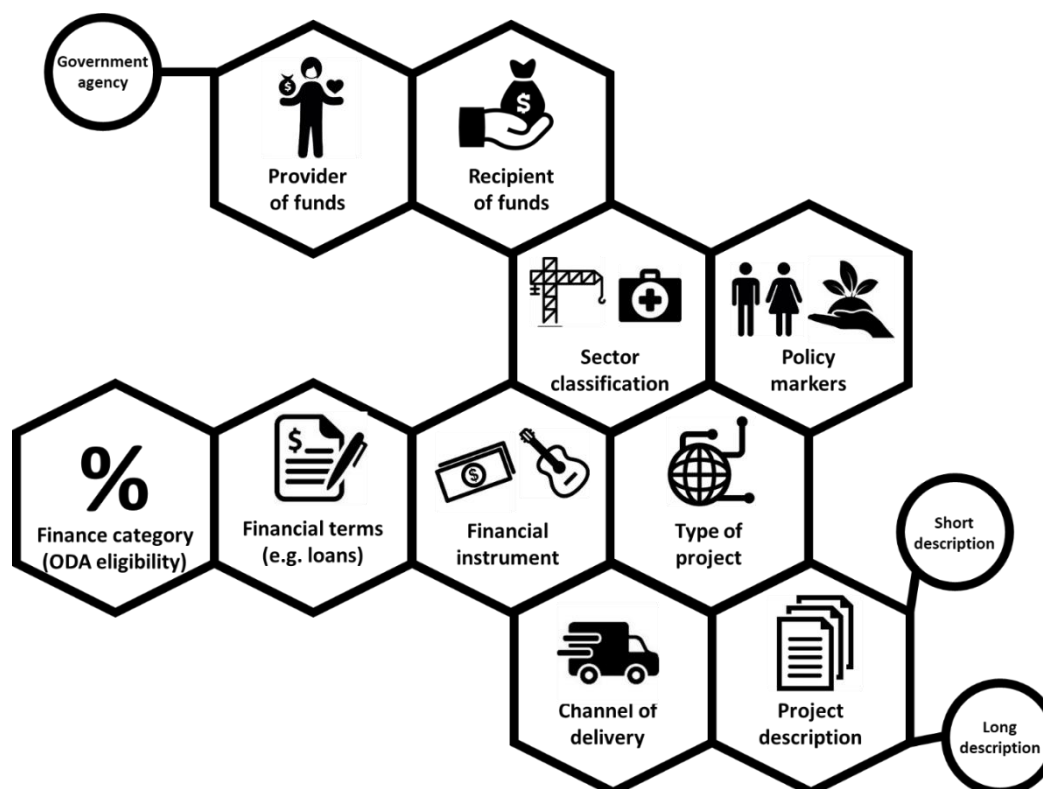 Government
agency
Provider
of funds
Recipient
of funds
Sector
classification
Policy
markers
%
Finance category
(ODA eligibility)
$
Financial terms
(e.g. loans)
Financial
instrument
Type of
project
Short
description
Channel of
delivery
Project
description
Long
description